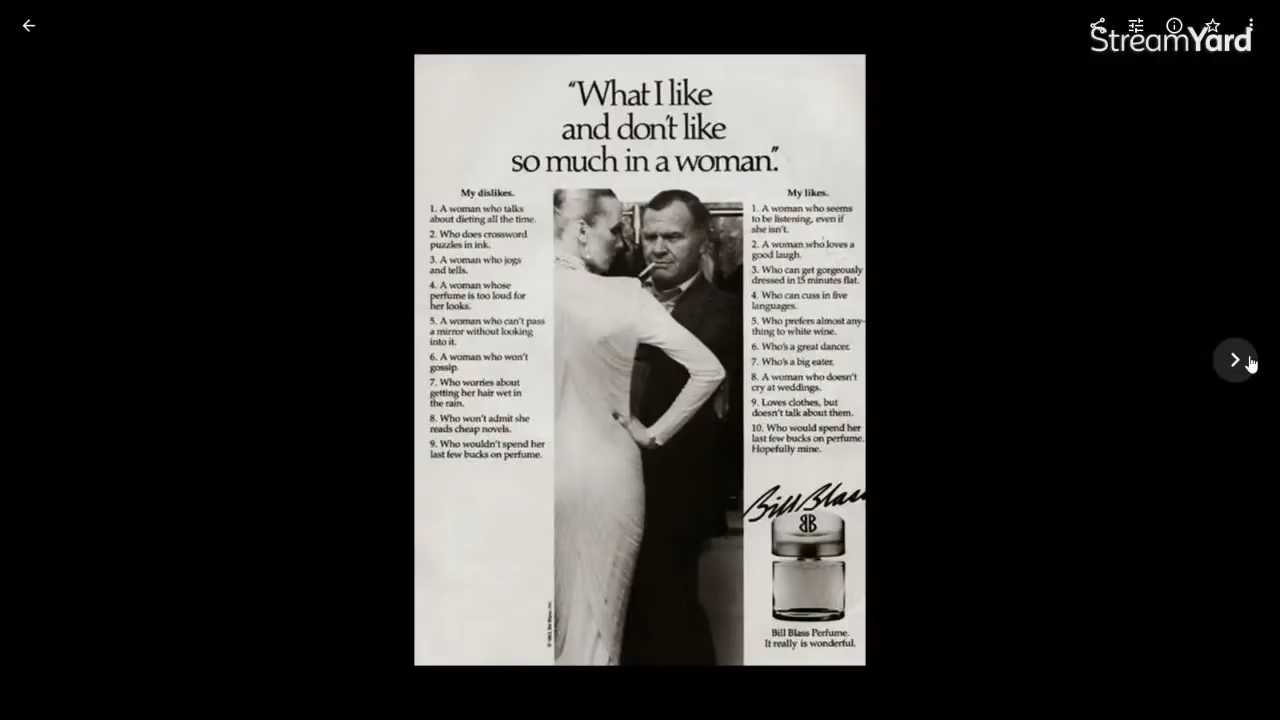 StreamYard
"What I like
and don't like
so much in a woman."
My dislikes.
1. A woman who talks
about dieting all the time.
2. Who does crossword
puzzles in ink.
3. A woman who jogs
and tells.
4. A woman whose
perfume is too loud for
her looks.
5. A woman who can't pass
a mirror without looking
into it.
6. A woman who won't
gossip.
7. Who worries about
getting her hair wet in
the rain.
8. Who won't admit she
reads cheap novels.
9. Who wouldn't spend her
last few bucks on perfume.
My likes.
1. A woman who seems
to be listening, even if
she isn't.
2. A woman who loves a
good laugh.
3. Who can get gorgeously
dressed in 15 minutes flat.
4. Who can cuss in five
languages.
5. Who prefers almost any-
thing to white wine.
6. Who's a great dancer.
7. Who's a big eater.
8. A woman who doesn't
cry at weddings.
9. Loves clothes, but
doesn't talk about them.
10. Who would spend her
last few bucks on perfume.
Hopefully mine.
Bill Blass
BB
Bill Blass Perfume.
It really is wonderful.